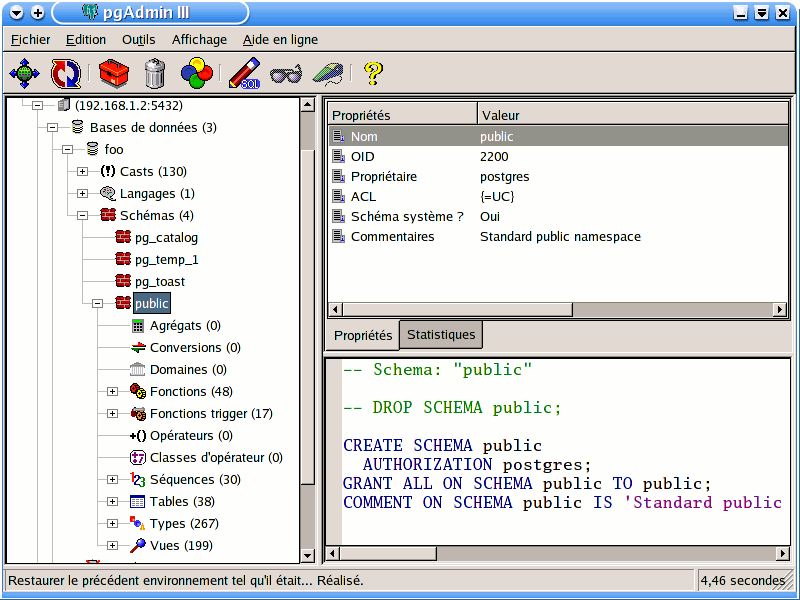 pgAdmin III
Fichier Edition Outils Affichage Aide en ligne
SQL
(192.168.1.2:5432)
Bases de données (3)
foo
Casts (130)
Langages (1)
Schémas (4)
pg_catalog
pg_temp_1
pg_toast
public
Agrégats (0)
Conversions (0)
Domaines (0)
Fonctions (48)
Fonctions trigger (17)
Opérateurs (0)
Classes d'opérateur (0)
Séquences (30)
Tables (38)
Types (267)
Vues (199)
Propriétés Valeur
Nom public
OID 2200
Propriétaire postgres
ACL {=UC}
Schéma système ? Oui
Commentaires Standard public namespace
Propriétés Statistiques
-- Schema: "public"
-- DROP SCHEMA public;
CREATE SCHEMA public
AUTHORIZATION postgres;
GRANT ALL ON SCHEMA public TO public;
COMMENT ON SCHEMA public IS 'Standard public
Restaurer le précédent environnement tel qu'il était... Réalisé.
4,46 secondes